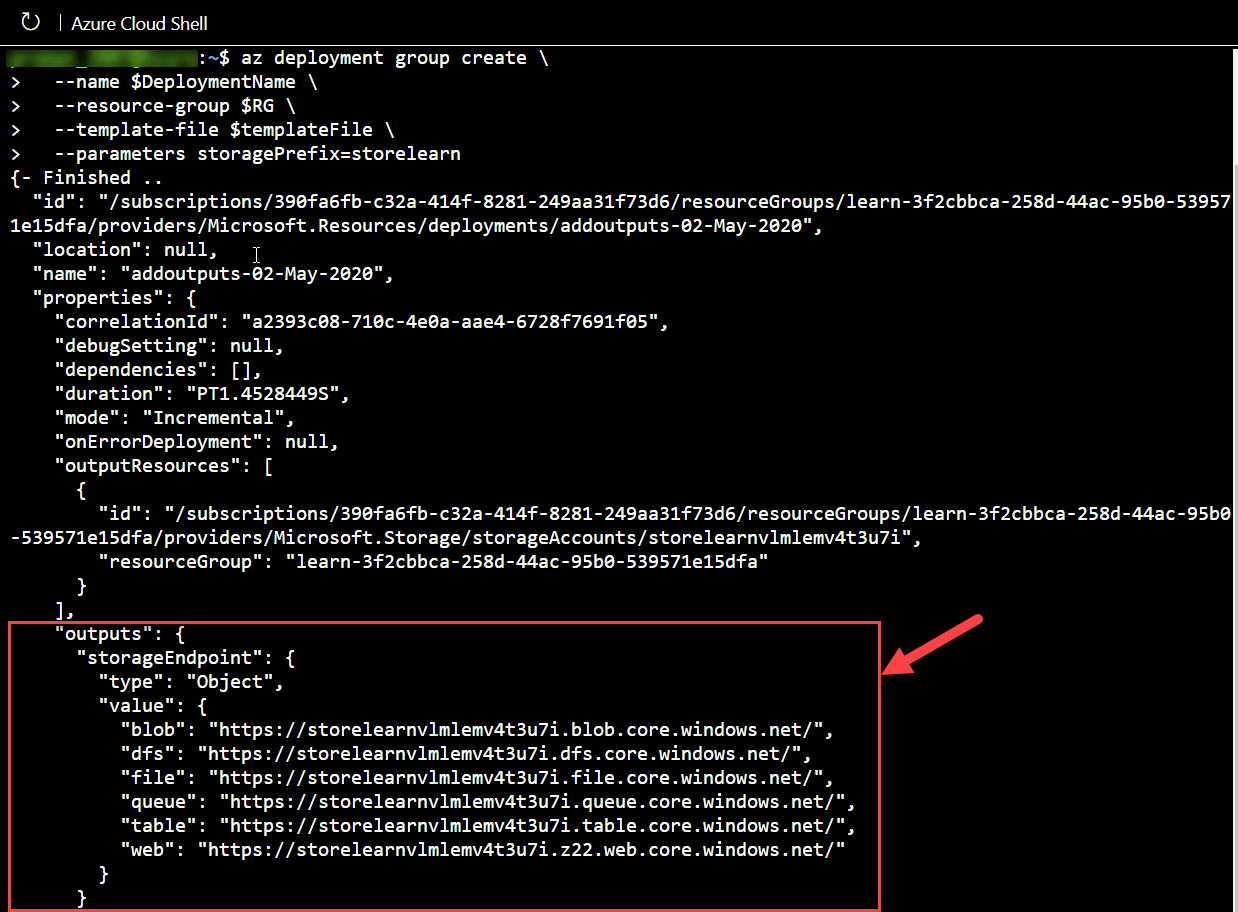 Azure Cloud Shell
:~$ az deployment group create \
>   --name $DeploymentName \
>   --resource-group $RG \
>   --template-file $templateFile \
>   --parameters storagePrefix=storelearn
{- Finished ..
  "id": "/subscriptions/390fa6fb-c32a-414f-8281-249aa31f73d6/resourceGroups/learn-3f2cbbca-258d-44ac-95b0-53957
1e15dfa/providers/Microsoft.Resources/deployments/addoutputs-02-May-2020",
  "location": null,
  "name": "addoutputs-02-May-2020",
  "properties": {
    "correlationId": "a2393c08-710c-4e0a-aae4-6728f7691f05",
    "debugSetting": null,
    "dependencies": [],
    "duration": "PT1.4528449S",
    "mode": "Incremental",
    "onErrorDeployment": null,
    "outputResources": [
      {
        "id": "/subscriptions/390fa6fb-c32a-414f-8281-249aa31f73d6/resourceGroups/learn-3f2cbbca-258d-44ac-95b0
-539571e15dfa/providers/Microsoft.Storage/storageAccounts/storelearnvlmlemv4t3u7i",
        "resourceGroup": "learn-3f2cbbca-258d-44ac-95b0-539571e15dfa"
      }
    ],
    "outputs": {
      "storageEndpoint": {
        "type": "Object",
        "value": {
          "blob": "https://storelearnvlmlemv4t3u7i.blob.core.windows.net/",
          "dfs": "https://storelearnvlmlemv4t3u7i.dfs.core.windows.net/",
          "file": "https://storelearnvlmlemv4t3u7i.file.core.windows.net/",
          "queue": "https://storelearnvlmlemv4t3u7i.queue.core.windows.net/",
          "table": "https://storelearnvlmlemv4t3u7i.table.core.windows.net/",
          "web": "https://storelearnvlmlemv4t3u7i.z22.web.core.windows.net/"
        }
      }